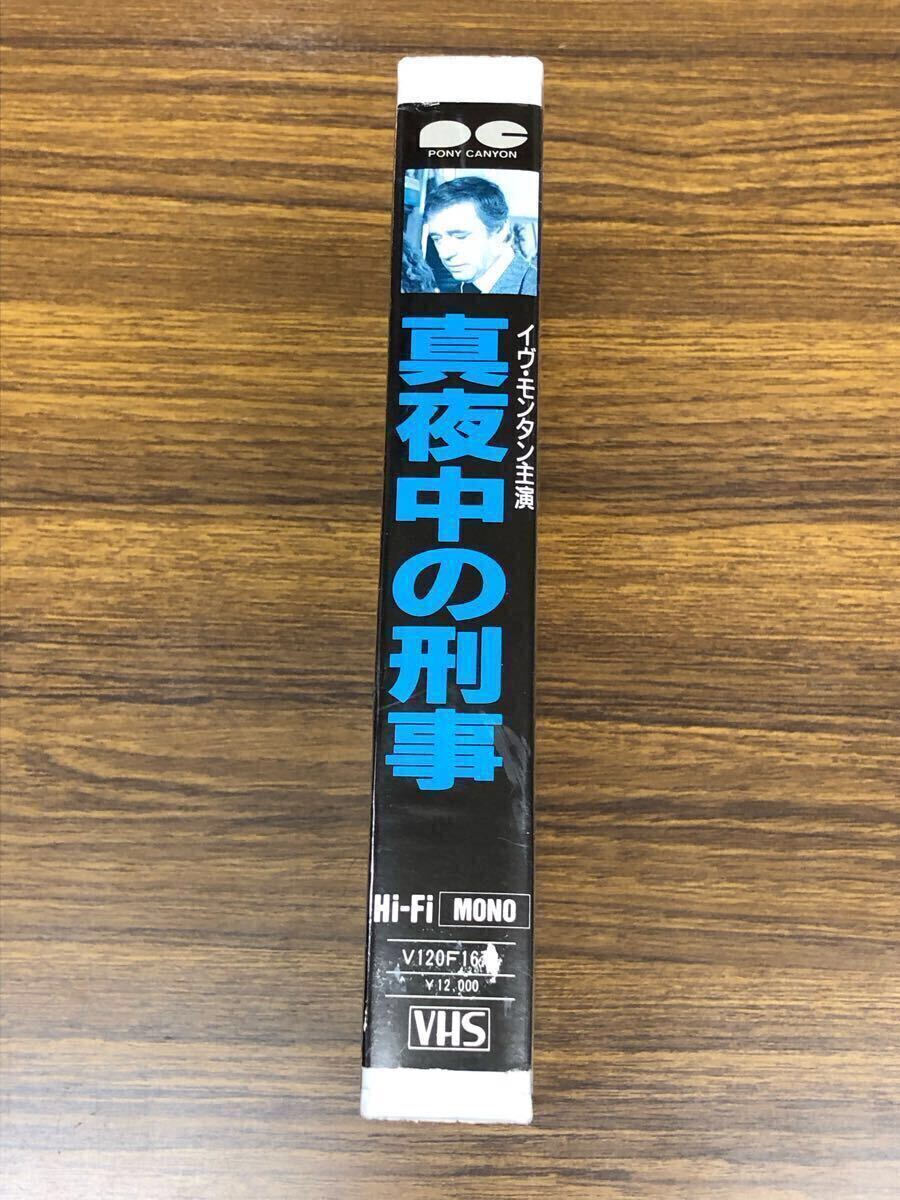 PONY CANYON
イヴ・モンタン主演
真夜中の刑事
Hi-Fi MONO
¥12,000
VHS